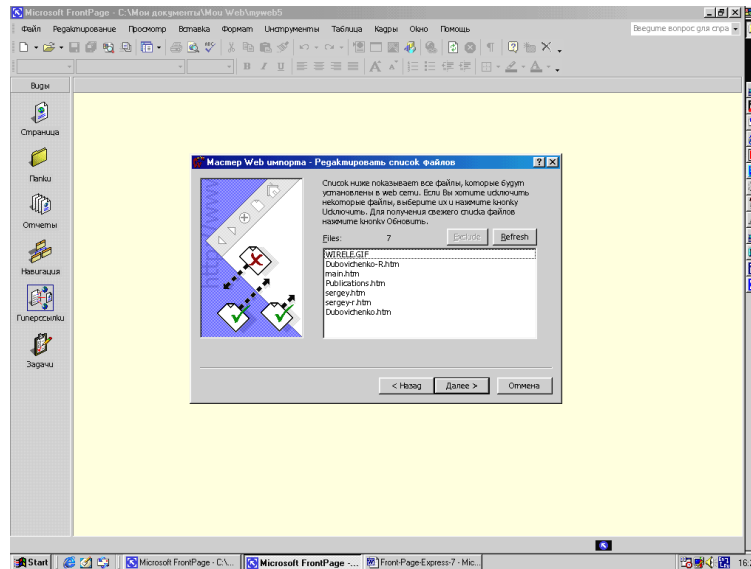 Microsoft FrontPage - C:\Мои документы\Mou Web\myweb5
Файл Редактирование Просмотр Вставка Формат Инструменты Таблица Кадры Окно Помощь
Введите вопрос для спра
Виды
Страница
Папки
Отчеты
Навигация
Гиперссылки
Задачи
Мастер Web импорта - Редактировать список файлов
Список ниже показывает все файлы, которые будут
установлены в web сети. Если Вы хотите исключить
некоторые файлы, выберите их и нажмите кнопку
Исключить. Для получения свежего списка файлов
нажмите кнопку Обновить.
Files: 7 Exclude Refresh
WIRELE.GIF
Dubovichenko-R.htm
main.htm
Publications.htm
sergey.htm
sergey-r.htm
Dubovichenko.htm
< Назад Далее > Отмена
Start Microsoft FrontPage - C:\... Microsoft FrontPage -... Front-Page-Express-7 - Mic...